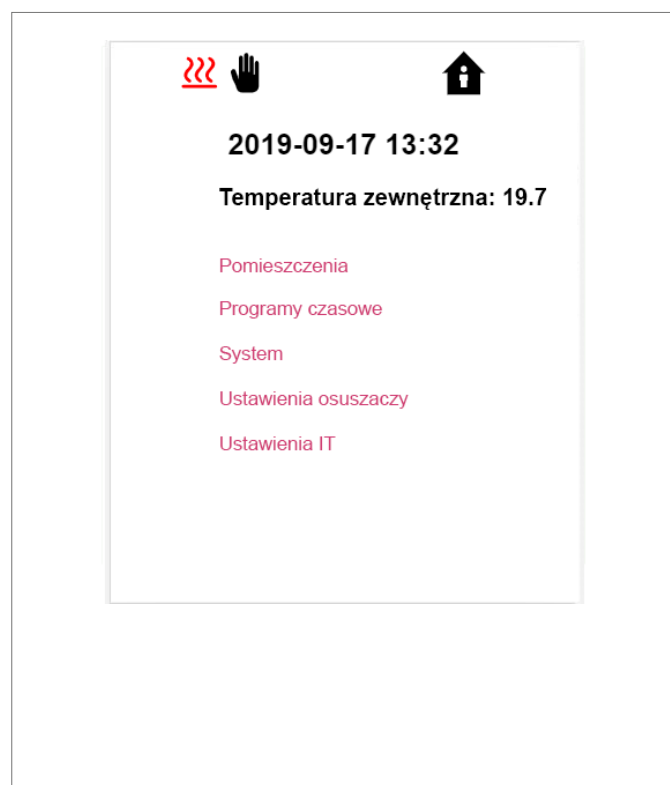 2019-09-17 13:32
Temperatura zewnętrzna: 19.7
Pomieszczenia
Programy czasowe
System
Ustawienia osuszaczy
Ustawienia IT